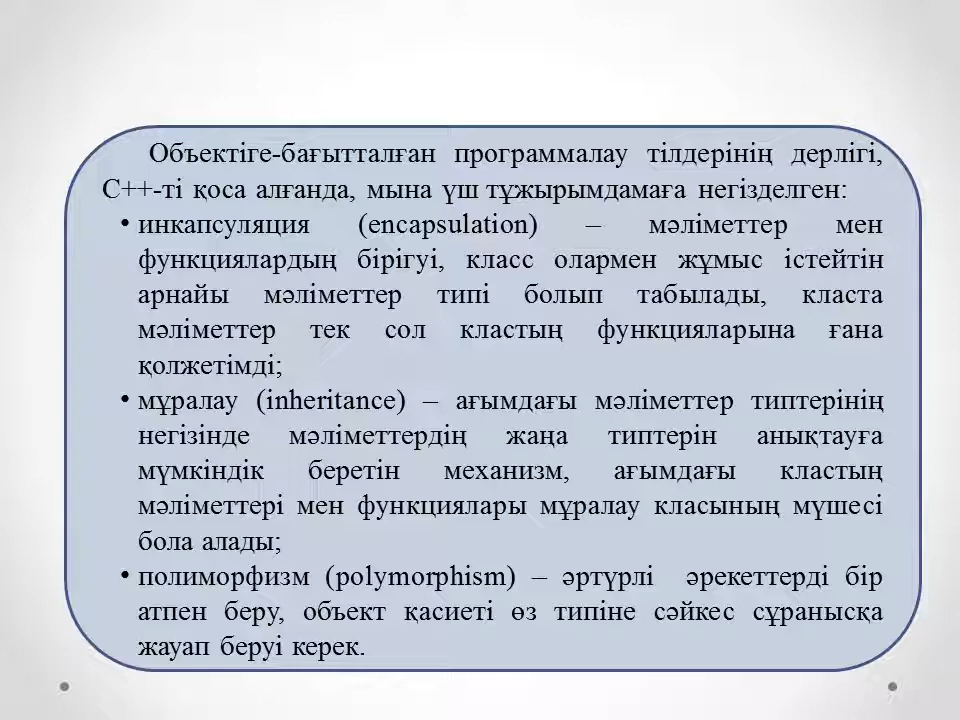 Объектіге-бағытталған программалау тілдерінің дерлігі,
С++-ті қоса алғанда, мына үш тұжырымдамаға негізделген:
• инкапсуляция (encapsulation) – мәліметтер мен
функциялардың бірігуі, класс олармен жұмыс істейтін
арнайы мәліметтер типі болып табылады, класта
мәліметтер тек сол кластың функцияларына ғана
қолжетімді;
• мұралау (inheritance) – ағымдағы мәліметтер типтерінің
негізінде мәліметтердің жаңа типтерін анықтауға
мүмкіндік беретін механизм, ағымдағы кластың
мәліметтері мен функциялары мұралау класының мүшесі
бола алады;
• полиморфизм (polymorphism) – әртүрлі әрекеттерді бір
атпен беру, объект қасиеті өз типіне сәйкес сұранысқа
жауап беруі керек.